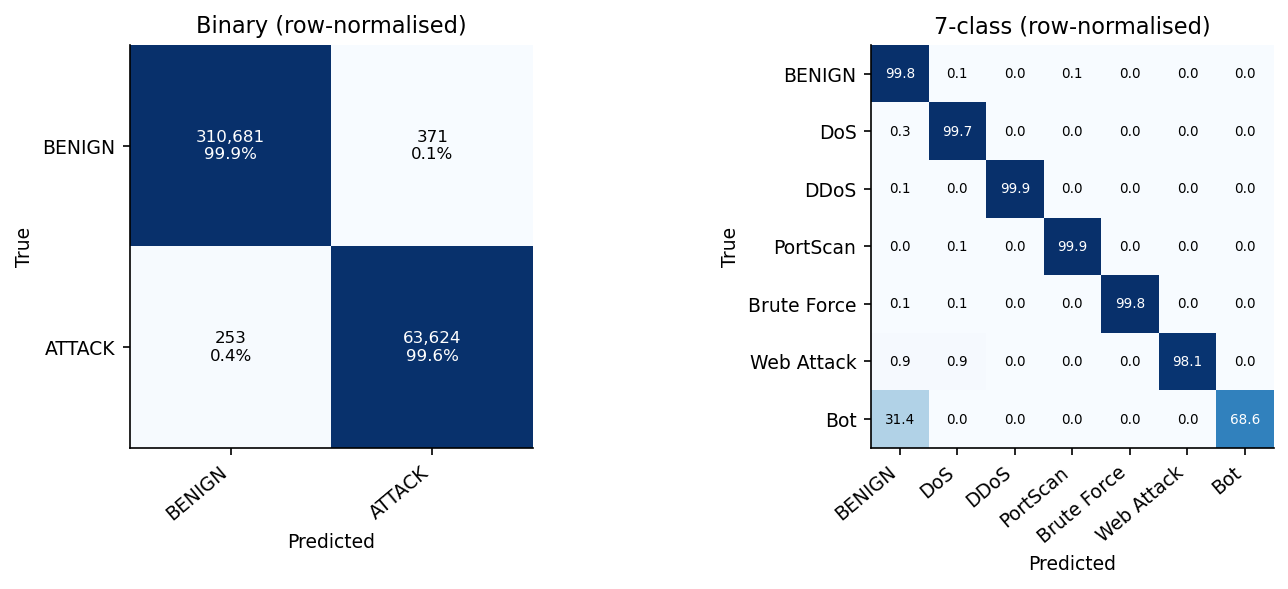 Binary (row-normalised)
True
BENIGN
310,681
99.9%
371
0.1%
ATTACK
253
0.4%
63,624
99.6%
BENIGN
ATTACK
Predicted
7-class (row-normalised)
True
BENIGN 99.8 0.1 0.0 0.1 0.0 0.0 0.0
DoS 0.3 99.7 0.0 0.0 0.0 0.0 0.0
DDoS 0.1 0.0 99.9 0.0 0.0 0.0 0.0
PortScan 0.0 0.1 0.0 99.9 0.0 0.0 0.0
Brute Force 0.1 0.1 0.0 0.0 99.8 0.0 0.0
Web Attack 0.9 0.9 0.0 0.0 0.0 98.1 0.0
Bot 31.4 0.0 0.0 0.0 0.0 0.0 68.6
BENIGN
DoS
DDoS
PortScan
Brute Force
Web Attack
Bot
Predicted